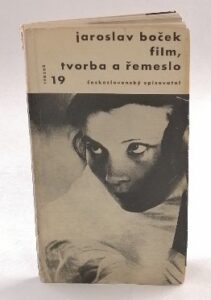 jaroslav boček
film,
tvorba a řemeslo
19
československý spisovatel